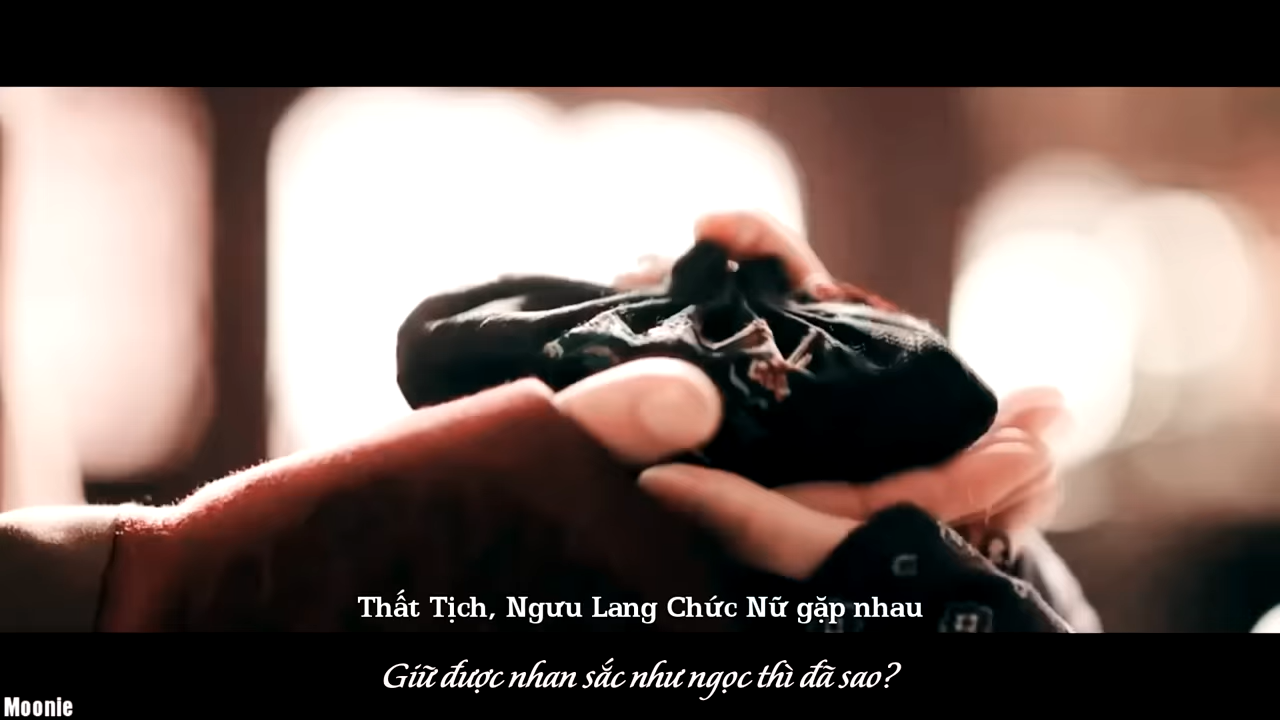 Thất Tịch, Ngưu Lang Chức Nữ gặp nhau
Giữ được nhan sắc như ngọc thì đã sao?
Moonie